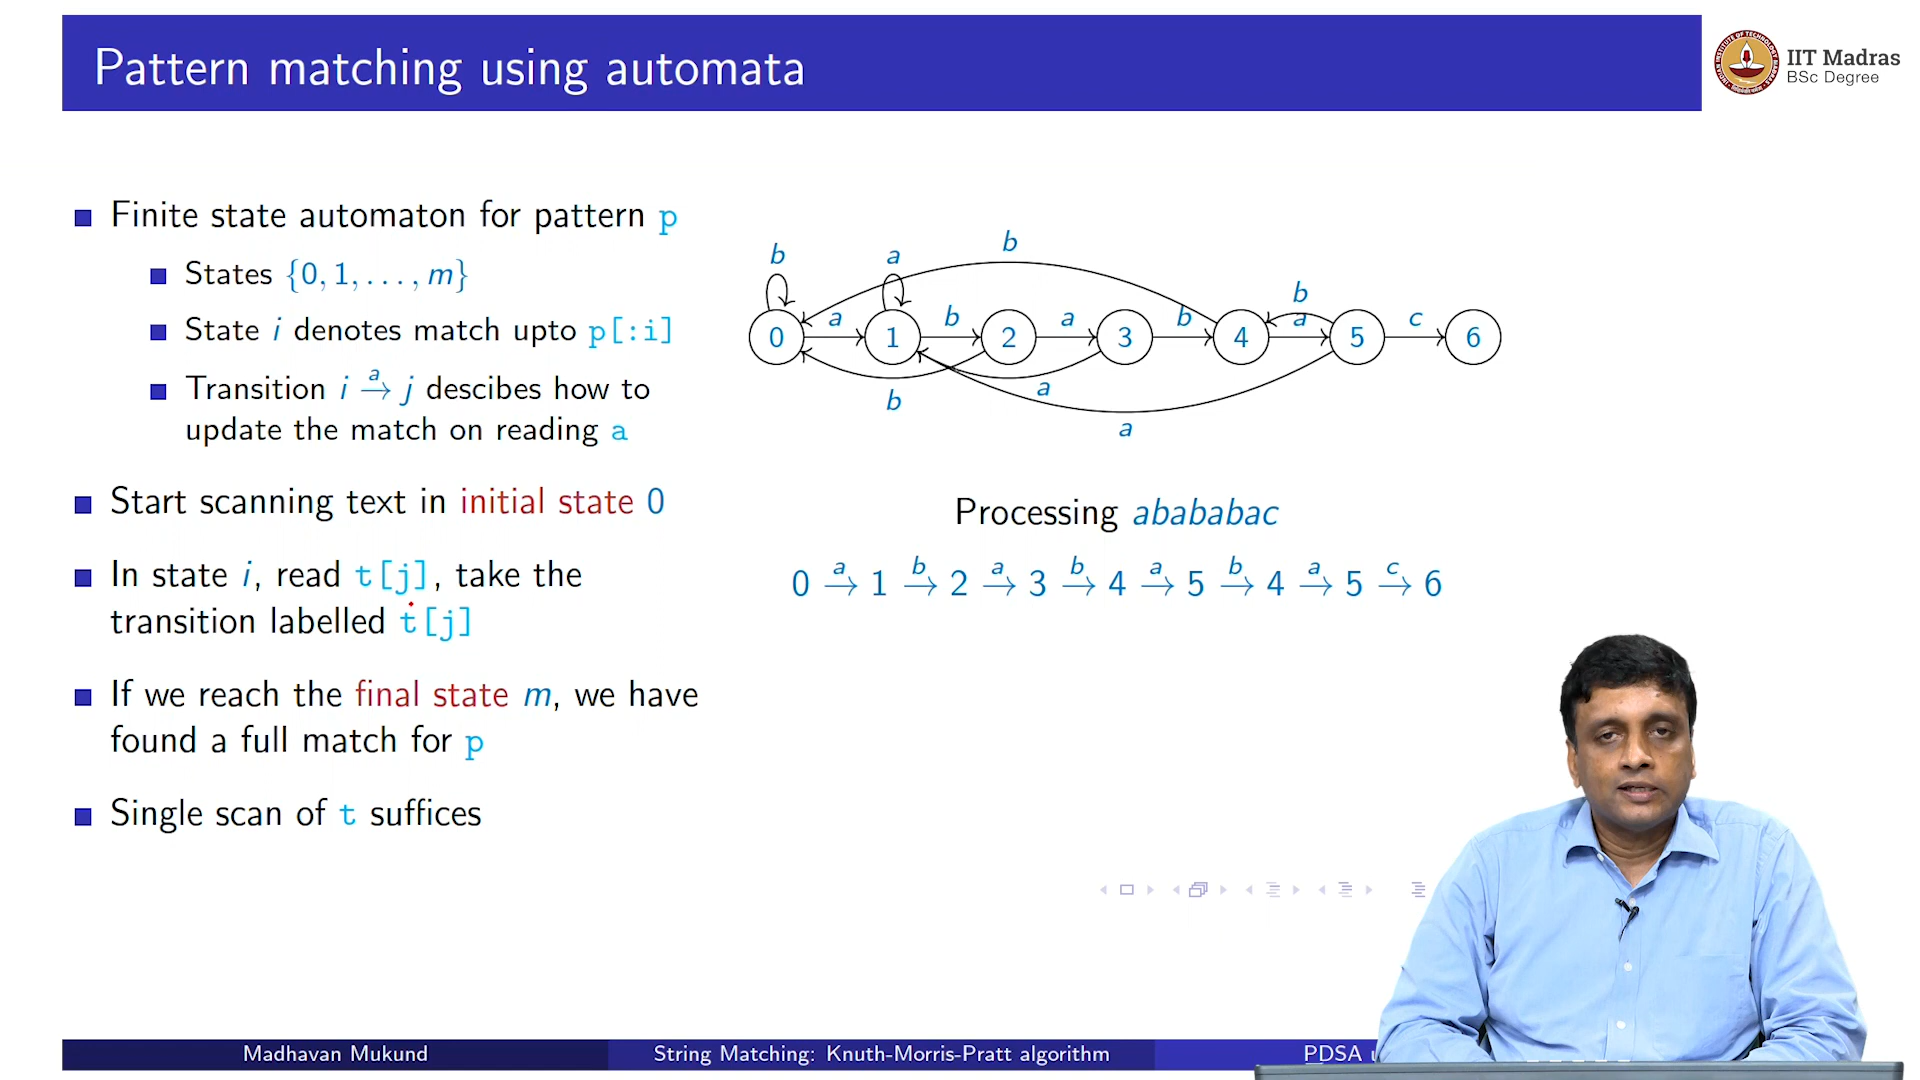 Pattern matching using automata
IIT Madras
BSc Degree
Finite state automaton for pattern p
States {0, 1, . . . , m}
State i denotes match upto p[:i]
Transition i a→ j descibes how to
update the match on reading a
Start scanning text in initial state 0
In state i, read t[j], take the
transition labelled t[j]
If we reach the final state m, we have
found a full match for p
Single scan of t suffices
b
b a b
a b a b a c
0 1 2 3 4 5 6
b a
a
Processing abababac
0 a→ 1 b→ 2 a→ 3 b→ 4 a→ 5 b→ 4 a→ 5 c→ 6
Madhavan Mukund
String Matching: Knuth-Morris-Pratt algorithm
PDSA